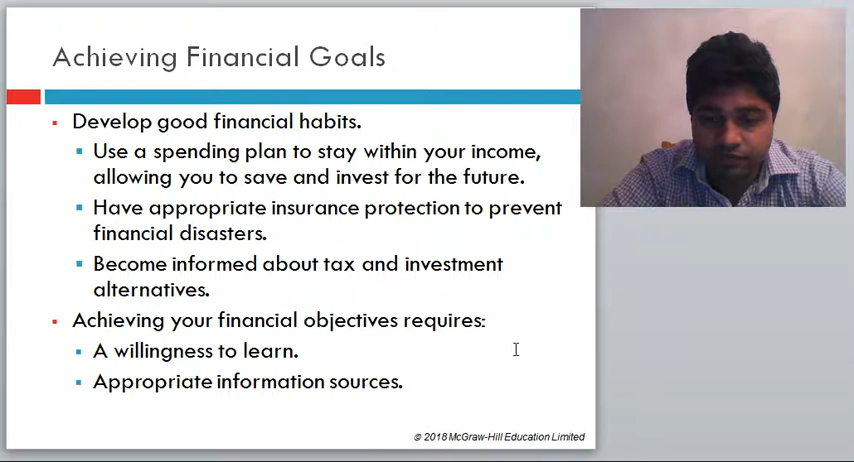 Achieving Financial Goals
Develop good financial habits.
Use a spending plan to stay within your income,
allowing you to save and invest for the future.
Have appropriate insurance protection to prevent
financial disasters.
Become informed about tax and investment
alternatives.
Achieving your financial objectives requires:
A willingness to learn.
Appropriate information sources.
© 2018 McGraw-Hill Education Limited